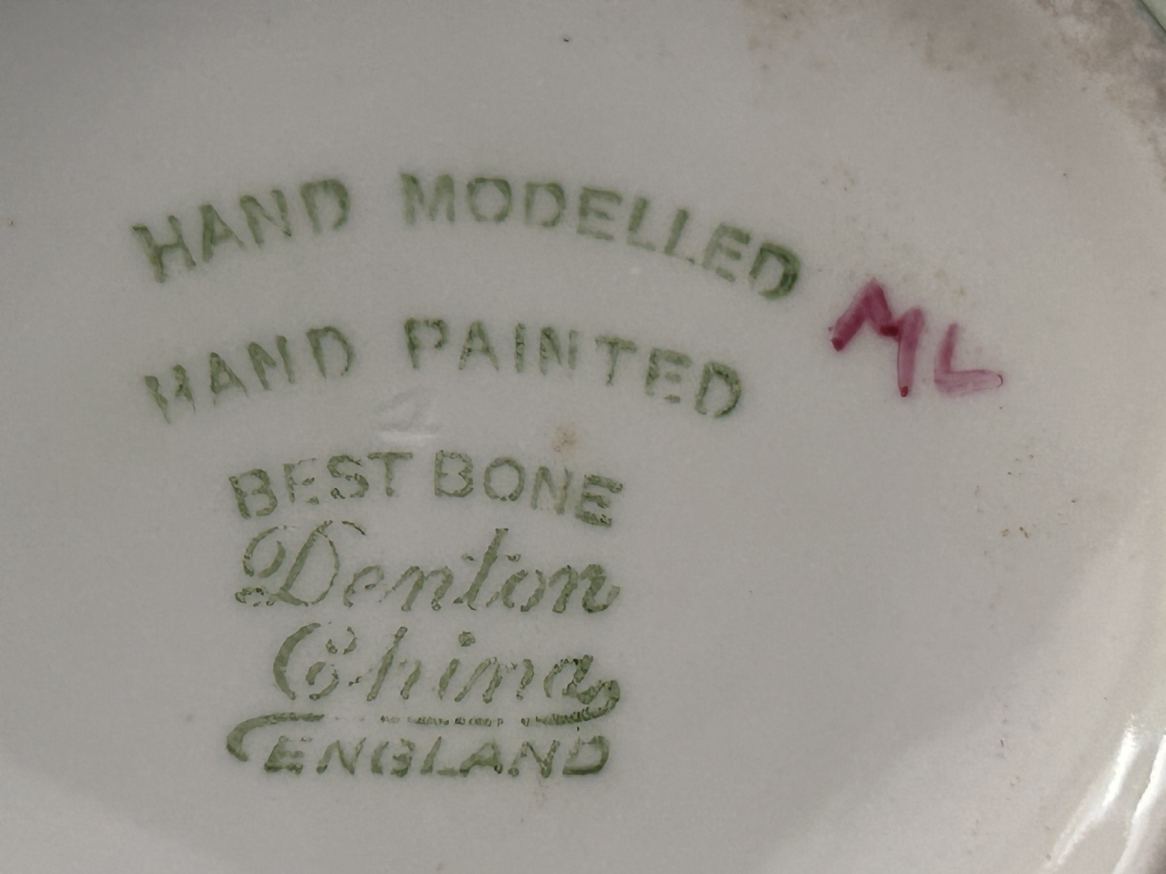 HAND MODELLED
ML
HAND PAINTED
BEST BONE
Denton
China
ENGLAND